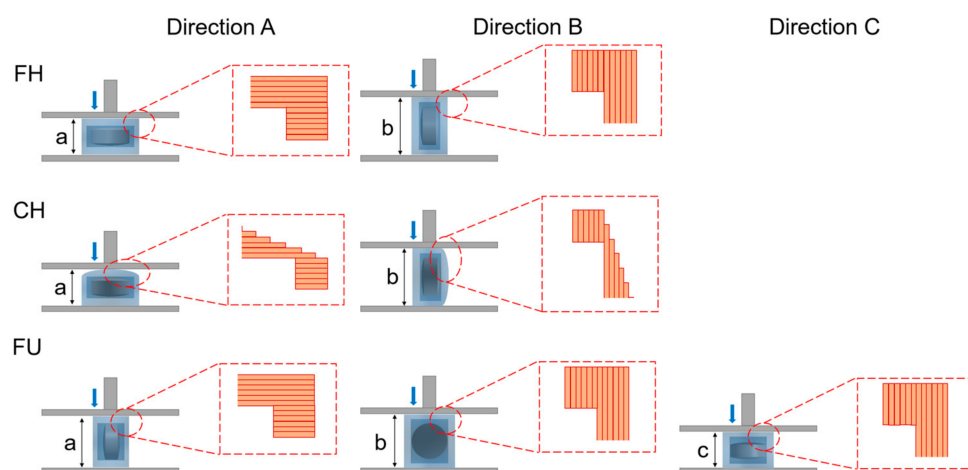 Direction A Direction B Direction C
FH
a b
CH
a b
FU
a b c